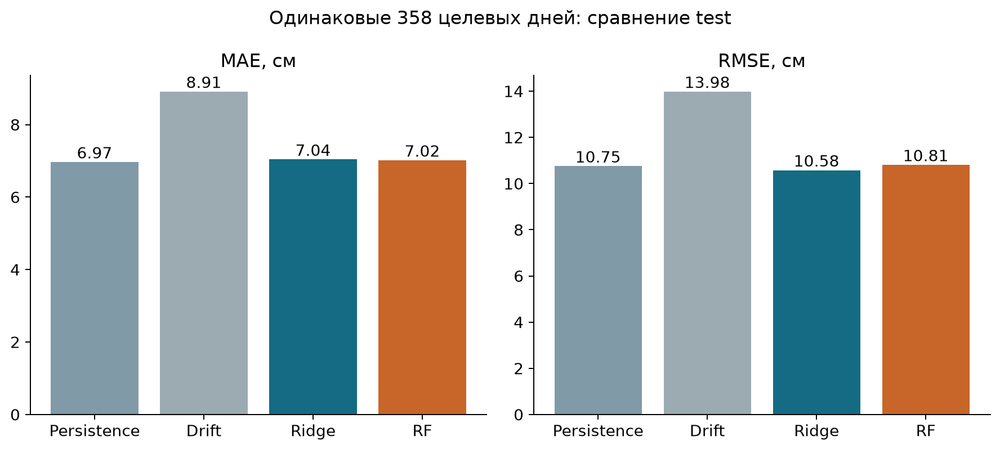 Одинаковые 358 целевых дней: сравнение test
MAE, см
8.91
8
6.97
7.04
7.02
6
4
2
0
Persistence
Drift
Ridge
RF
RMSE, см
13.98
14
12
10.75
10.58
10.81
10
8
6
4
2
0
Persistence
Drift
Ridge
RF